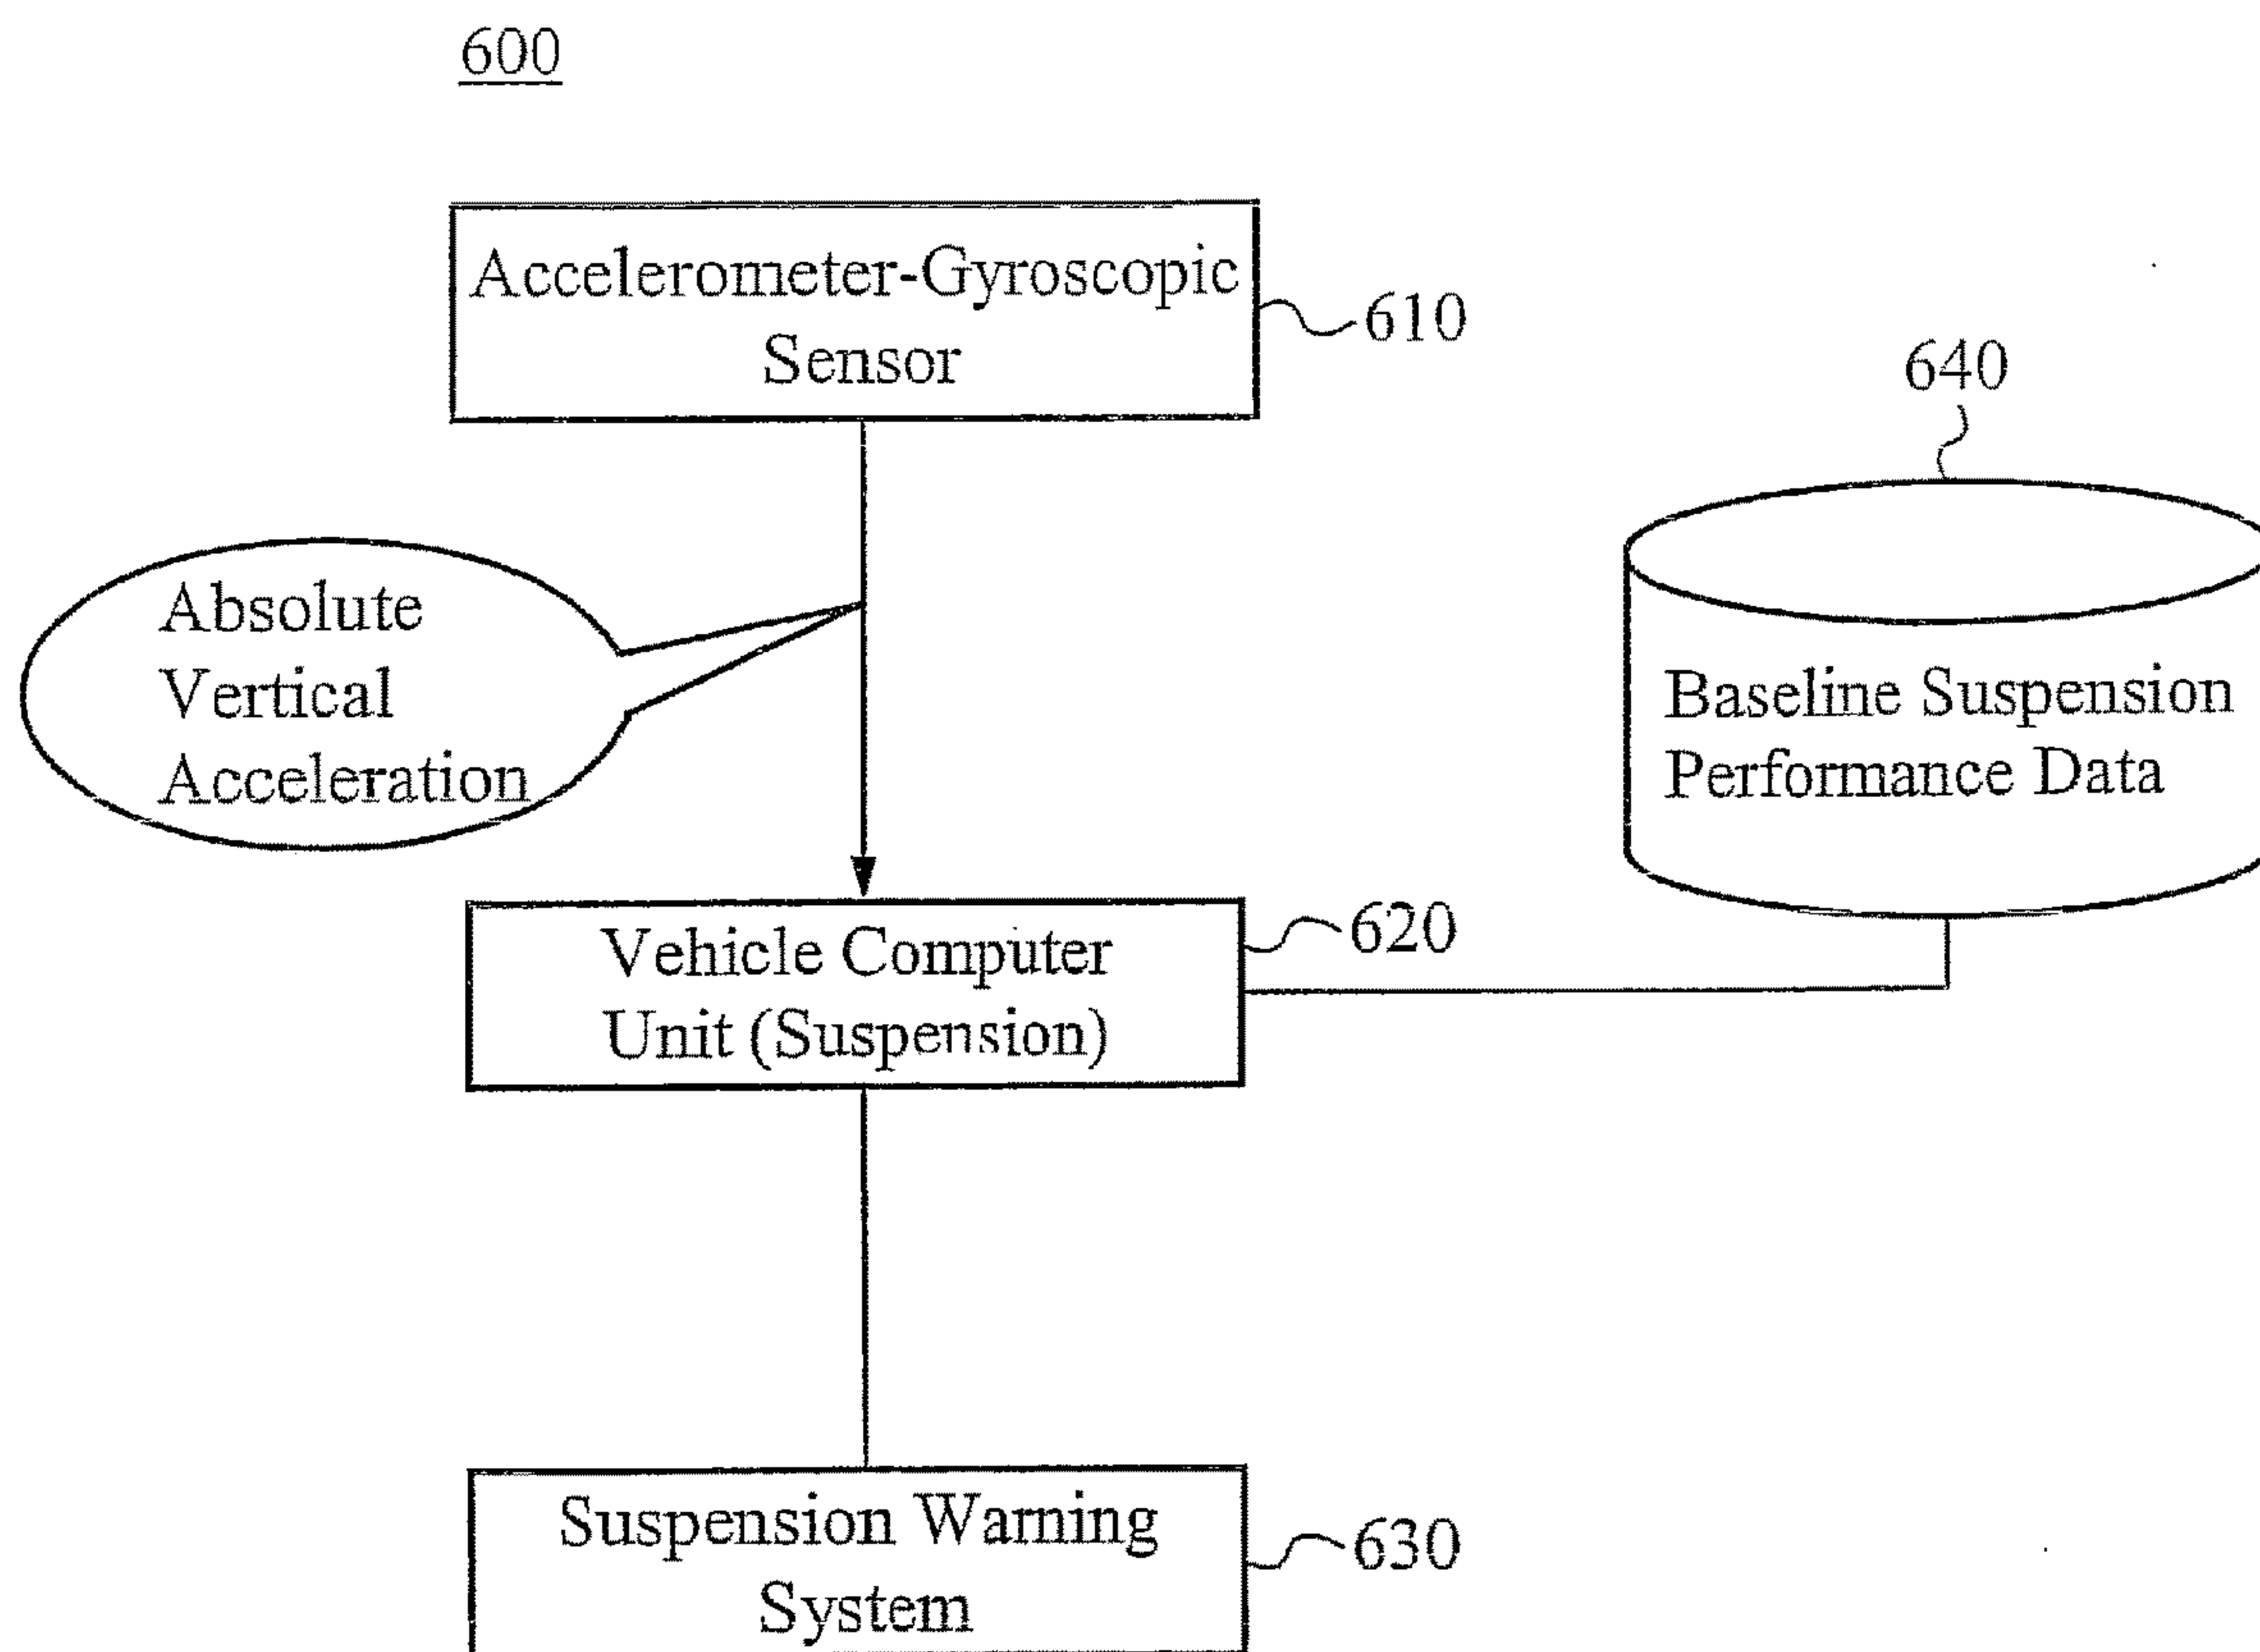 600
Accelerometer-Gyroscopic
Sensor
610
640
Absolute
Vertical
Acceleration
Baseline Suspension
Performance Data
Vehicle Computer
Unit (Suspension)
620
Suspension Warning
System
630